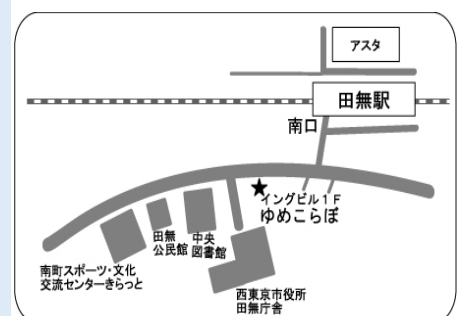 アスタ
田無駅
南口
イングビル1F
ゆめこらぼ
田無
公民館
中央
図書館
南町スポーツ・文化
交流センターきらっと
西東京市役所
田無庁舎